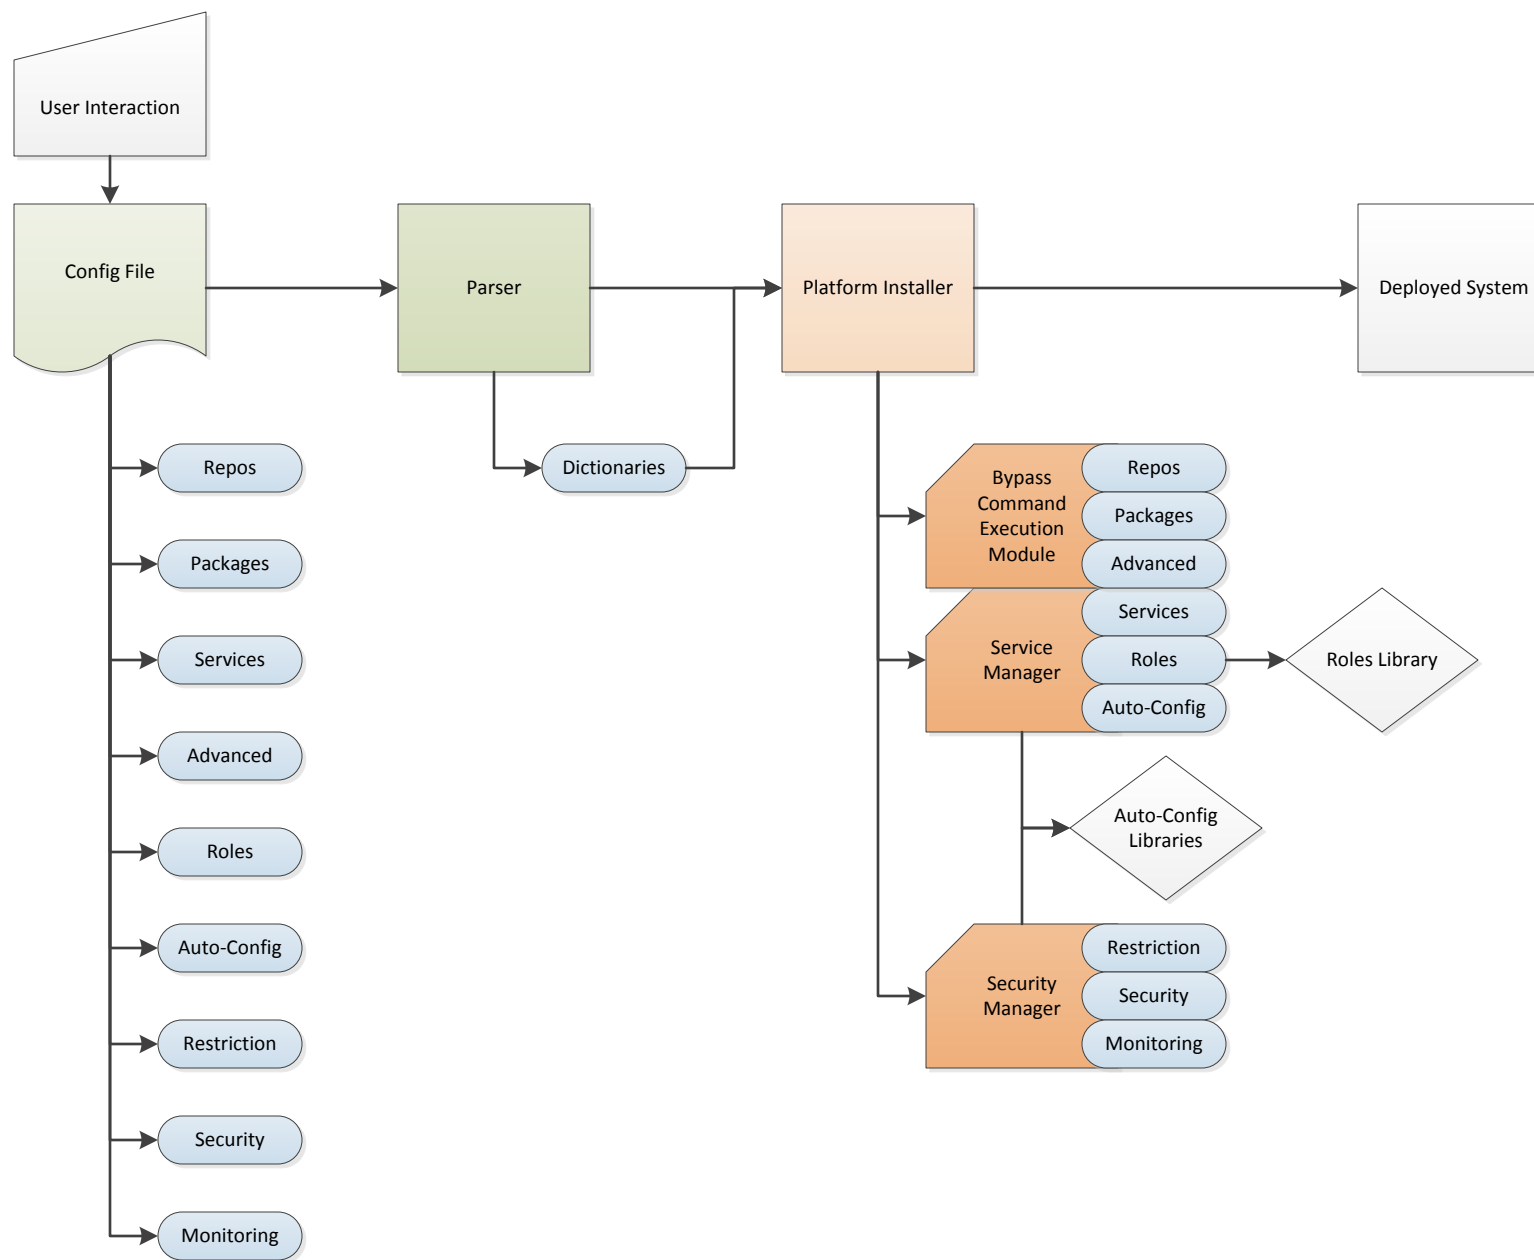 User Interaction
Config File
Parser
Platform Installer
Deployed System
Repos
Packages
Services
Advanced
Roles
Auto-Config
Restriction
Security
Monitoring
Dictionaries
Bypass
Command
Execution
Module
Repos
Packages
Advanced
Service
Manager
Services
Roles
Auto-Config
Roles Library
Auto-Config
Libraries
Security
Manager
Restriction
Security
Monitoring